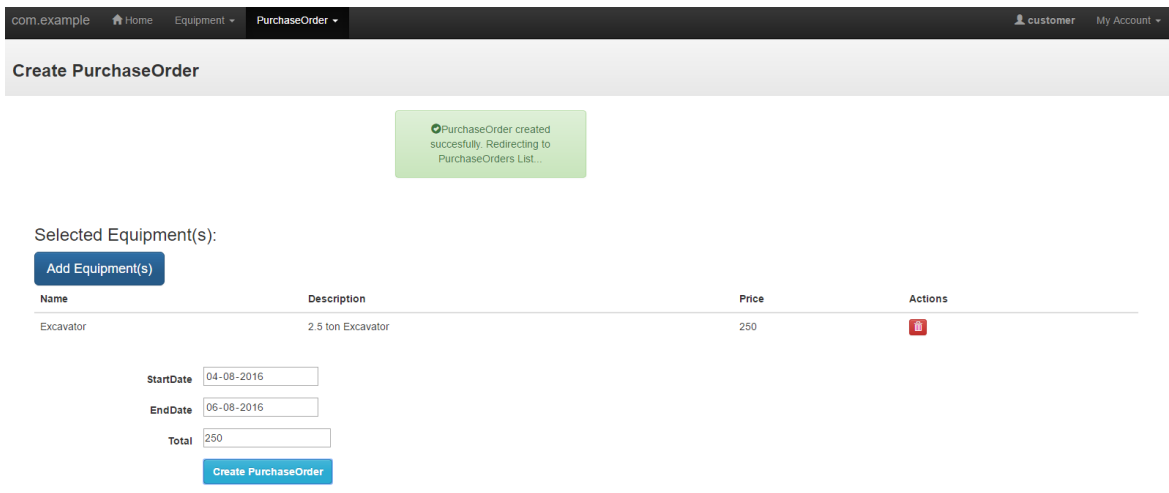 com.example Home Equipment PurchaseOrder customer My Account
Create PurchaseOrder
PurchaseOrder created
succesfully. Redirecting to
PurchaseOrders List...
Selected Equipment(s):
Add Equipment(s)
Name Description Price Actions
Excavator 2.5 ton Excavator 250
StartDate 04-08-2016
EndDate 06-08-2016
Total 250
Create PurchaseOrder